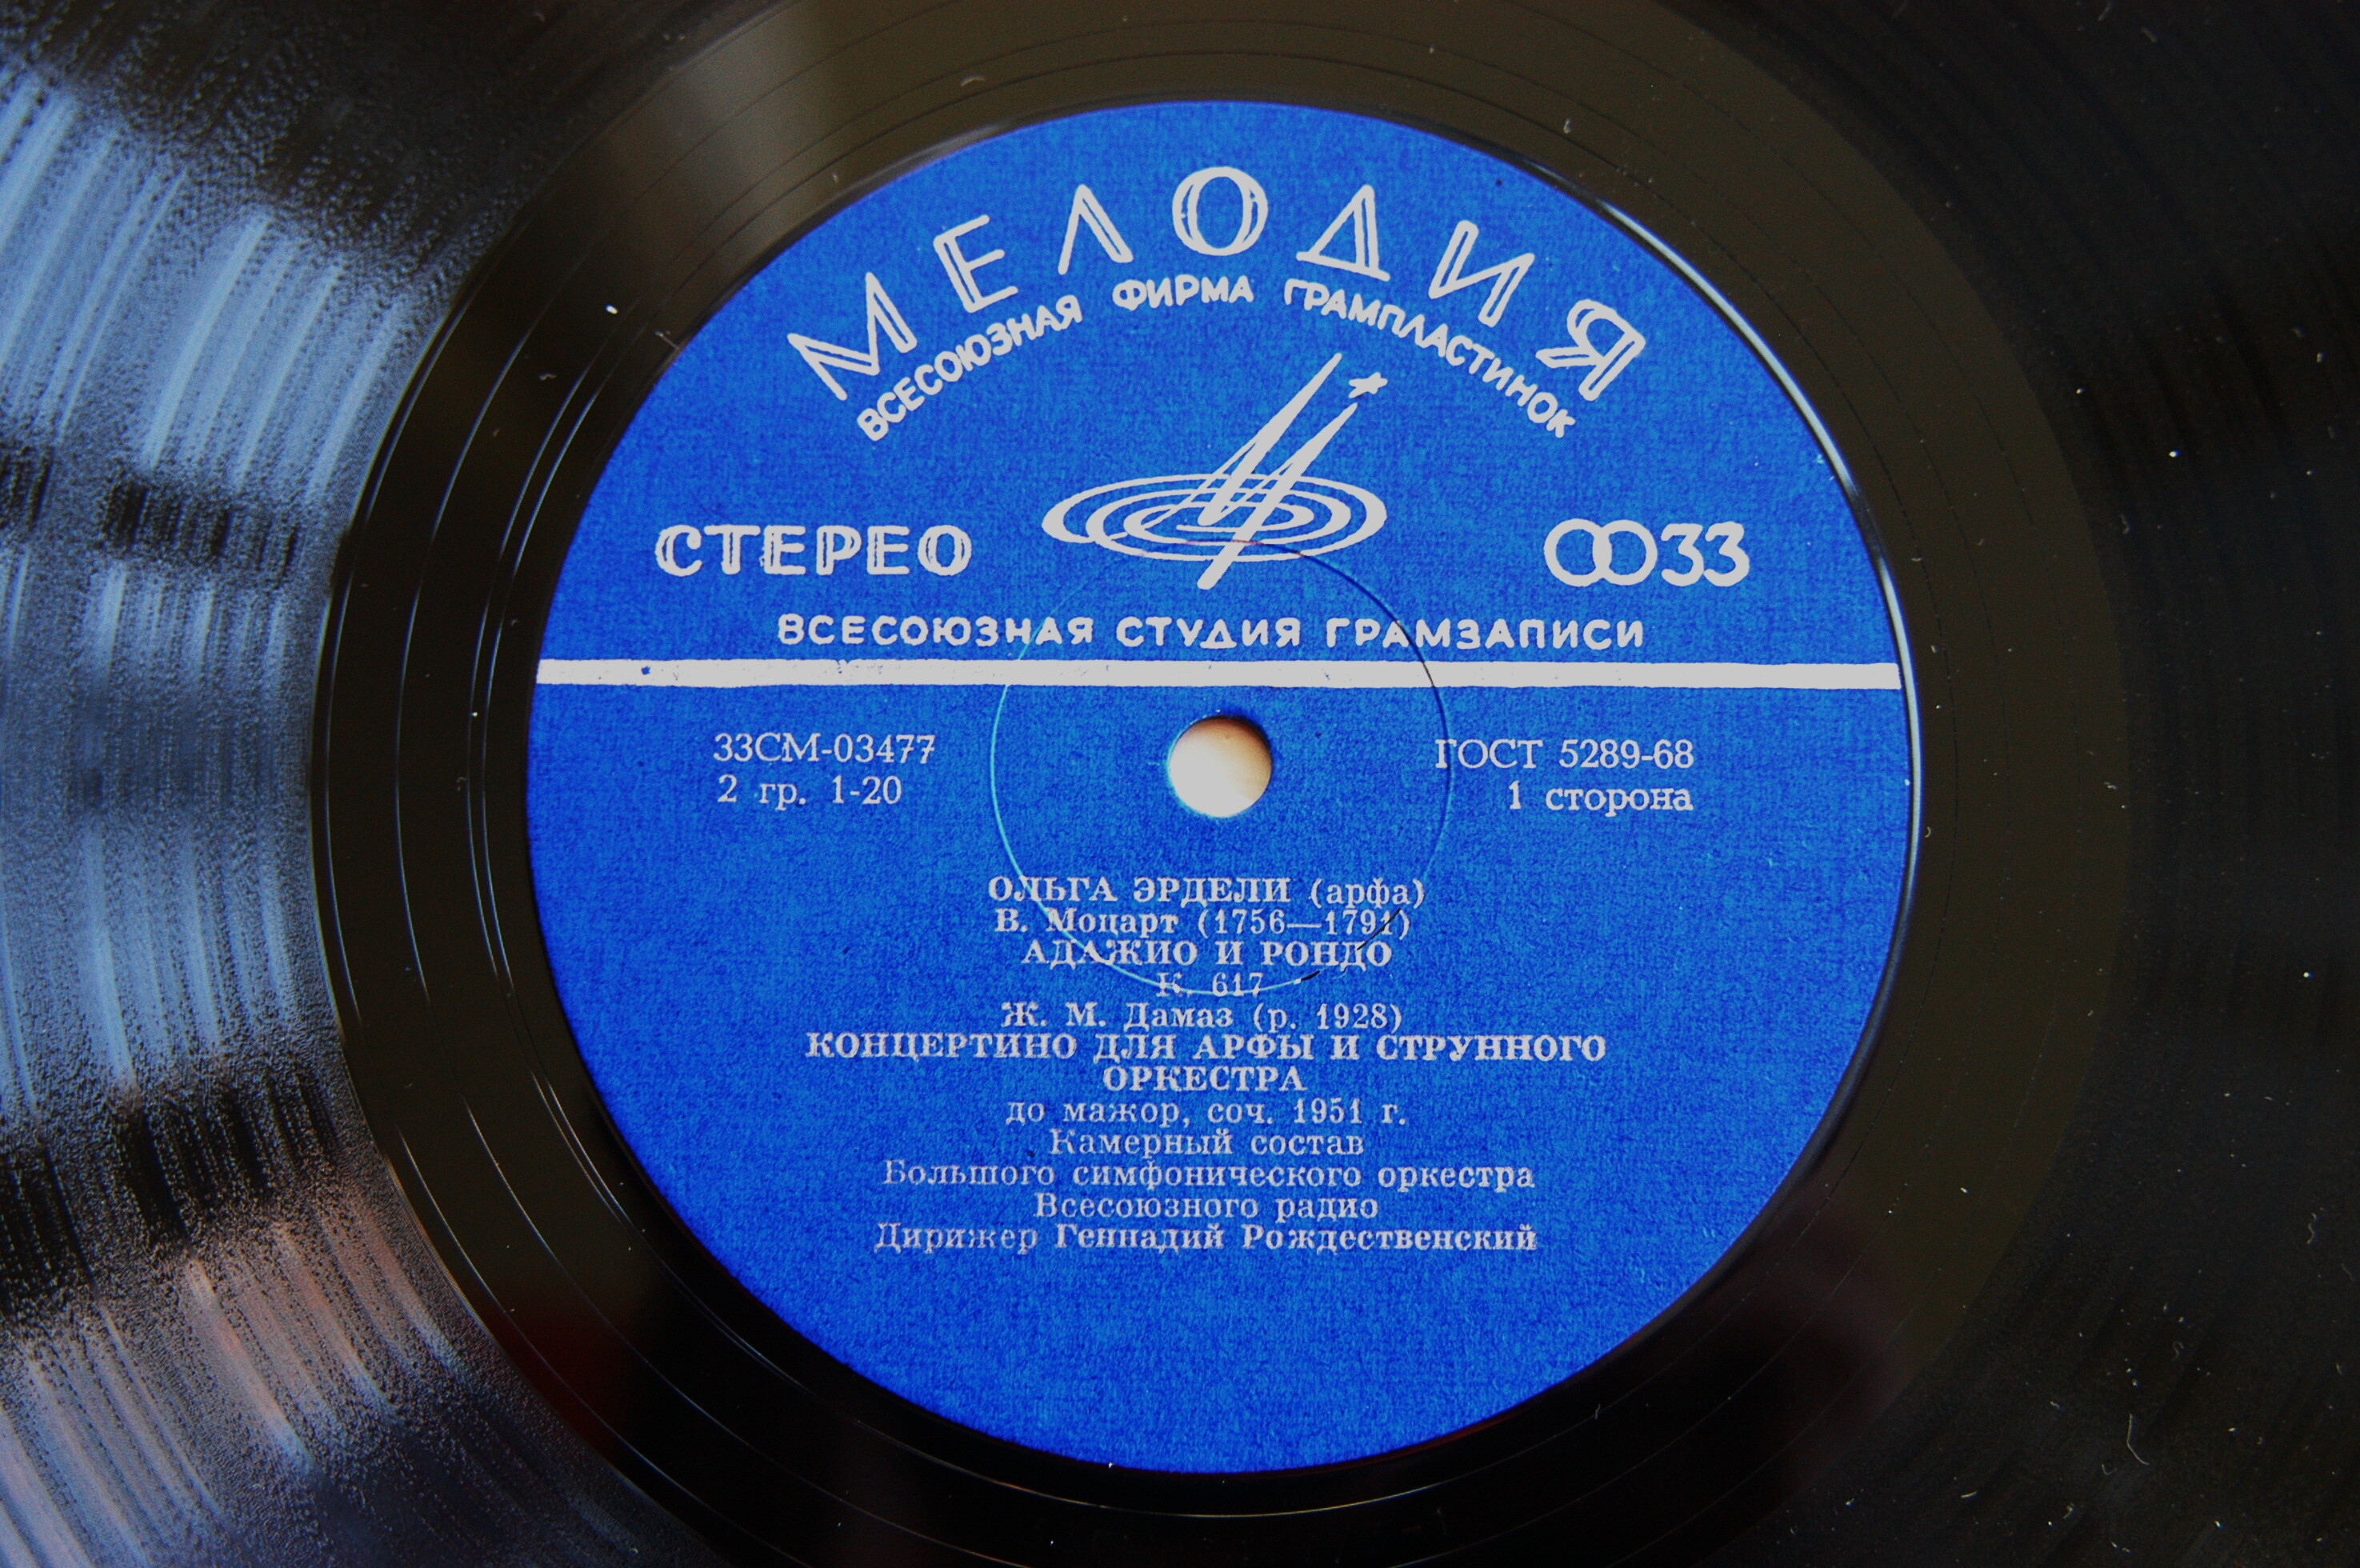 МЕЛОДИЯ
ВСЕСОЮЗНАЯ ФИРМА ГРАМПЛАСТИНОК
СТЕРЕО
33
ВСЕСОЮЗНАЯ СТУДИЯ ГРАМЗАПИСИ
33СМ-03477
ГОСТ 5289-68
2 гр. 1-20
1 сторона
ОЛЬГА ЭРДЕЛИ (арфа)
В. Моцарт (1756—1791)
АДАЖИО И РОНДО
К. 617
Ж. М. Дамаз (р. 1928)
КОНЦЕРТИНО ДЛЯ АРФЫ И СТРУННОГО
ОРКЕСТРА
до мажор, соч. 1951 г.
Камерный состав
Большого симфонического оркестра
Всесоюзного радио
Дирижер Геннадий Рождественский